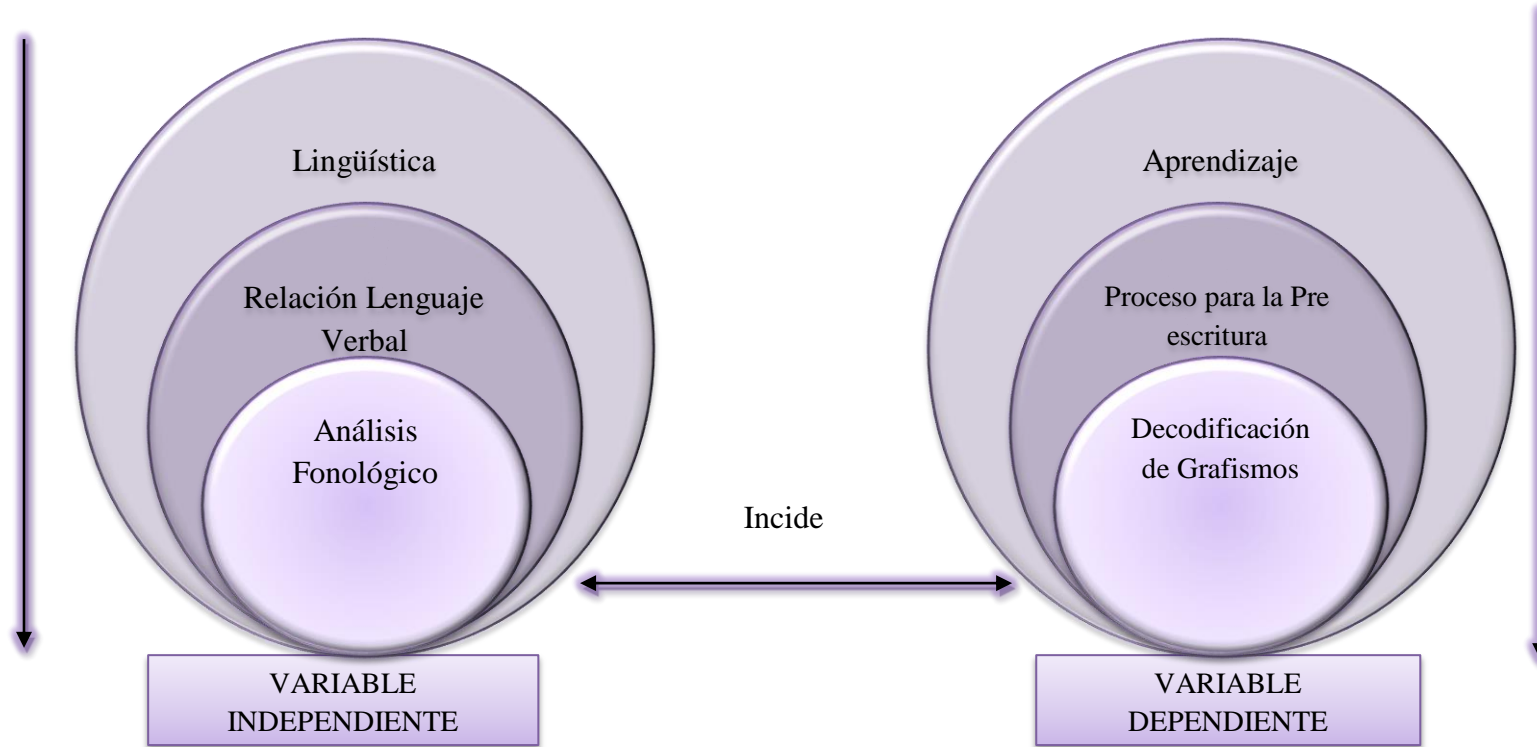 Lingüística
Relación Lenguaje
Verbal
Análisis
Fonológico
VARIABLE
INDEPENDIENTE
Incide
Aprendizaje
Proceso para la Pre
escritura
Decodificación
de Grafismos
VARIABLE
DEPENDIENTE